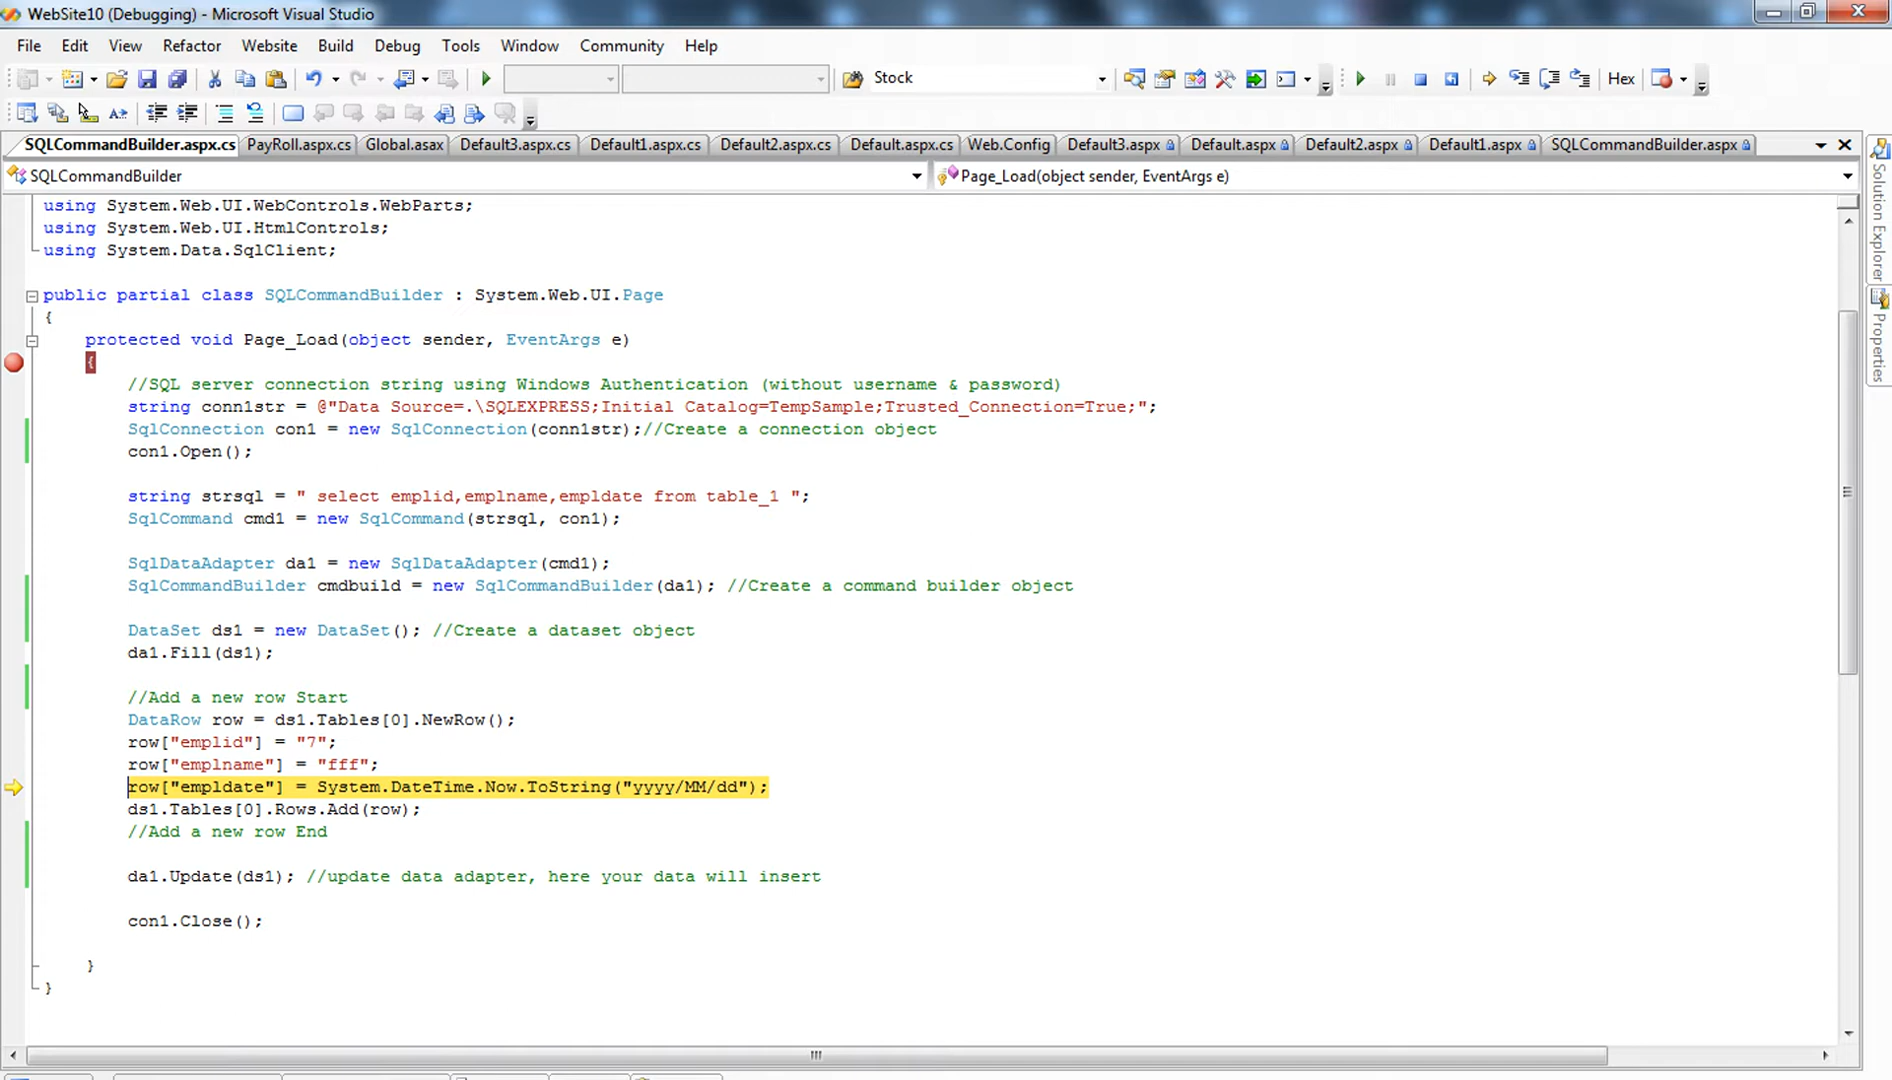 WebSite10 (Debugging) - Microsoft Visual Studio
File Edit View Refactor Website Build Debug Tools Window Community Help
Stock Hex
SQLCommandBuilder.aspx.cs PayRoll.aspx.cs Global.asax Default3.aspx.cs Default1.aspx.cs Default2.aspx.cs Default.aspx.cs Web.Config Default3.aspx Default.aspx Default2.aspx Default1.aspx SQLCommandBuilder.aspx
SQLCommandBuilder Page_Load(object sender, EventArgs e)
Solution Explorer
Properties
using System.Web.UI.WebControls.WebParts;
using System.Web.UI.HtmlControls;
using System.Data.SqlClient;
public partial class SQLCommandBuilder : System.Web.UI.Page
{
protected void Page_Load(object sender, EventArgs e)
{
//SQL server connection string using Windows Authentication (without username & password)
string conn1str = @"Data Source=.\SQLEXPRESS;Initial Catalog=TempSample;Trusted_Connection=True;";
SqlConnection con1 = new SqlConnection(conn1str);//Create a connection object
con1.Open();
string strsql = " select emplid,emplname,empldate from table_1 ";
SqlCommand cmd1 = new SqlCommand(strsql, con1);
SqlDataAdapter da1 = new SqlDataAdapter(cmd1);
SqlCommandBuilder cmdbuild = new SqlCommandBuilder(da1); //Create a command builder object
DataSet ds1 = new DataSet(); //Create a dataset object
da1.Fill(ds1);
//Add a new row Start
DataRow row = ds1.Tables[0].NewRow();
row["emplid"] = "7";
row["emplname"] = "fff";
row["empldate"] = System.DateTime.Now.ToString("yyyy/MM/dd");
ds1.Tables[0].Rows.Add(row);
//Add a new row End
da1.Update(ds1); //update data adapter, here your data will insert
con1.Close();
}
}